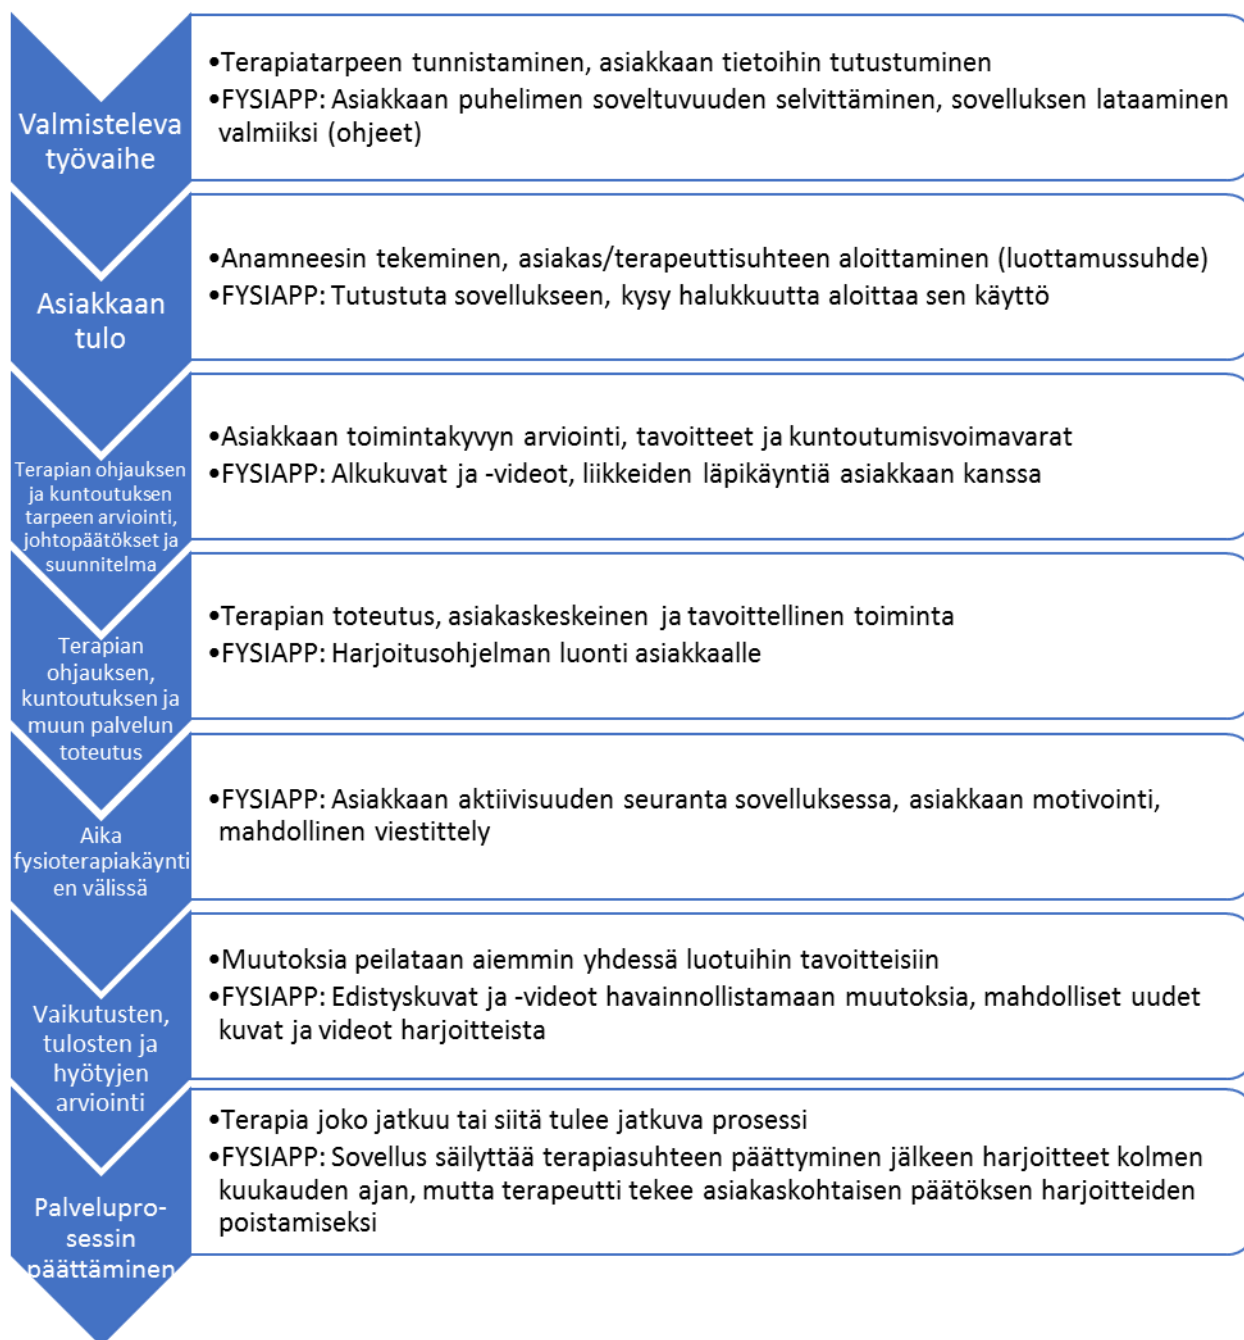 Valmisteleva
työvaihe
•Terapiatarpeen tunnistaminen, asiakkaan tietoihin tutustuminen
•FYSIAPP: Asiakkaan puhelimen soveltuvuuden selvittäminen, sovelluksen lataaminen
valmiiksi (ohjeet)
Asiakkaan
tulo
•Anamneesin tekeminen, asiakas/terapeuttisuhteen aloittaminen (luottamussuhde)
•FYSIAPP: Tutustuta sovellukseen, kysy halukkuutta aloittaa sen käyttö
Terapian ohjauksen
ja kuntoutuksen
tarpeen arviointi,
johtopäätökset ja
suunnitelma
•Asiakkaan toimintakyvyn arviointi, tavoitteet ja kuntoutumisvoimavarat
•FYSIAPP: Alkukuvat ja -videot, liikkeiden läpikäyntiä asiakkaan kanssa
Terapian
ohjauksen,
kuntoutuksen ja
muun palvelun
toteutus
•Terapian toteutus, asiakaskeskeinen ja tavoittellinen toiminta
•FYSIAPP: Harjoitusohjelman luonti asiakkaalle
Aika
fysioterapiakäynti
en välissä
•FYSIAPP: Asiakkaan aktiivisuuden seuranta sovelluksessa, asiakkaan motivointi,
mahdollinen viestittely
Vaikutusten,
tulosten ja
hyötyjen
arviointi
•Muutoksia peilataan aiemmin yhdessä luotuihin tavoitteisiin
•FYSIAPP: Edistyskuvat ja -videot havainnollistamaan muutoksia, mahdolliset uudet
kuvat ja videot harjoitteista
Palvelupro-
sessin
päättäminen
•Terapia joko jatkuu tai siitä tulee jatkuva prosessi
•FYSIAPP: Sovellus säilyttää terapiasuhteen päättyminen jälkeen harjoitteet kolmen
kuukauden ajan, mutta terapeutti tekee asiakaskohtaisen päätöksen harjoitteiden
poistamiseksi